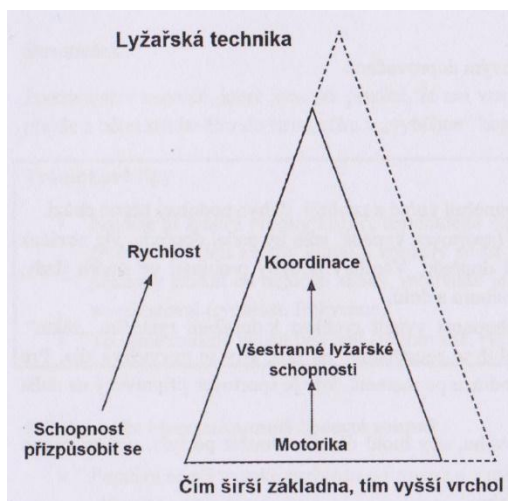 Lyžařská technika
Rychlost
Koordinace
Všestranné lyžařské
schopnosti
Schopnost
přizpůsobit se
Motorika
Čím širší základna, tím vyšší vrchol